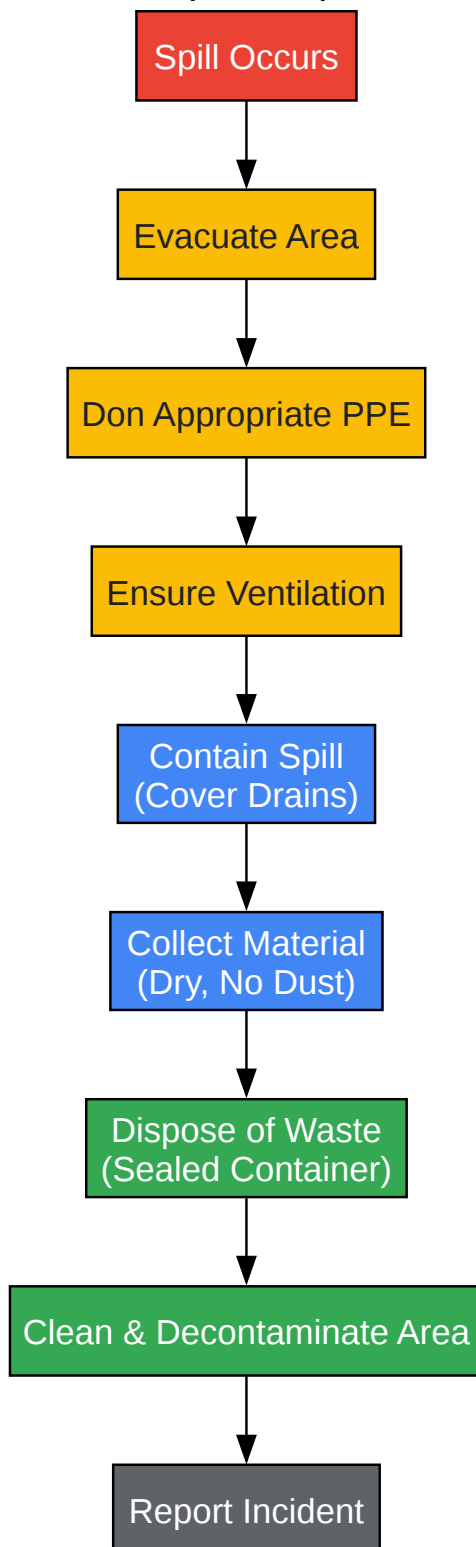 Spill Occurs
Evacuate Area
Don Appropriate PPE
Ensure Ventilation
Contain Spill
(Cover Drains)
Collect Material
(Dry, No Dust)
Dispose of Waste
(Sealed Container)
Clean & Decontaminate Area
Report Incident